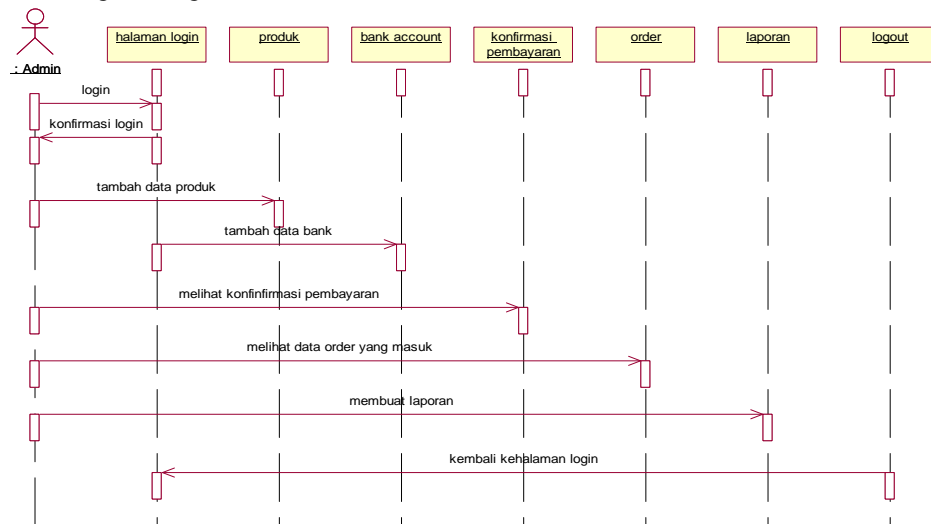 : Admin
halaman login
produk
bank account
konfirmasi
pembayaran
order
laporan
logout
login
konfirmasi login
tambah data produk
tambah data bank
melihat konfinfirmasi pembayaran
melihat data order yang masuk
membuat laporan
kembali kehalaman login